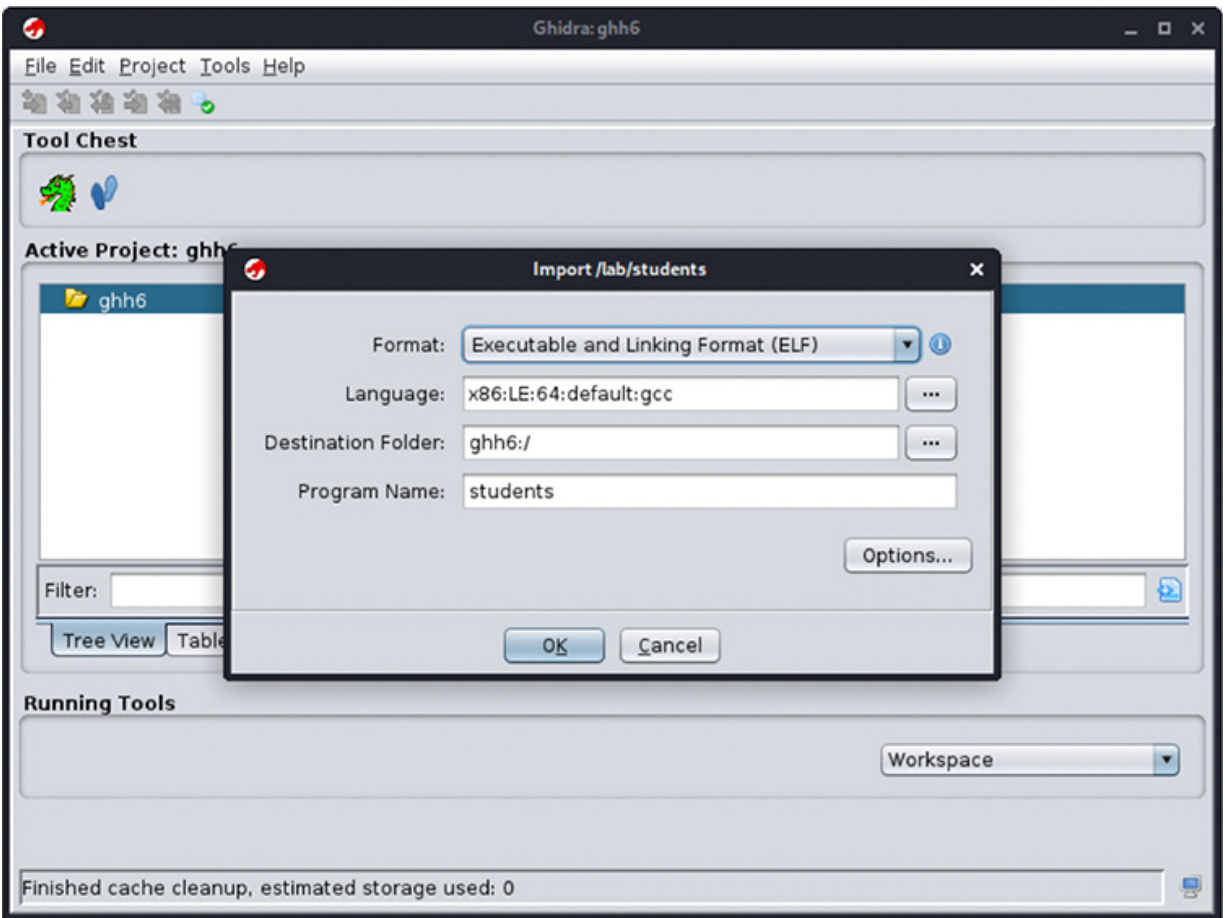 Ghidra: ghh6
File Edit Project Tools Help
Tool Chest
Active Project: ghh6
ghh6
Import /lab/students
Format: Executable and Linking Format (ELF)
Language: x86:LE:64:default:gcc ...
Destination Folder: ghh6:/ ...
Program Name: students
Options...
Filter:
Tree View Table
OK Cancel
Running Tools
Workspace
Finished cache cleanup, estimated storage used: 0